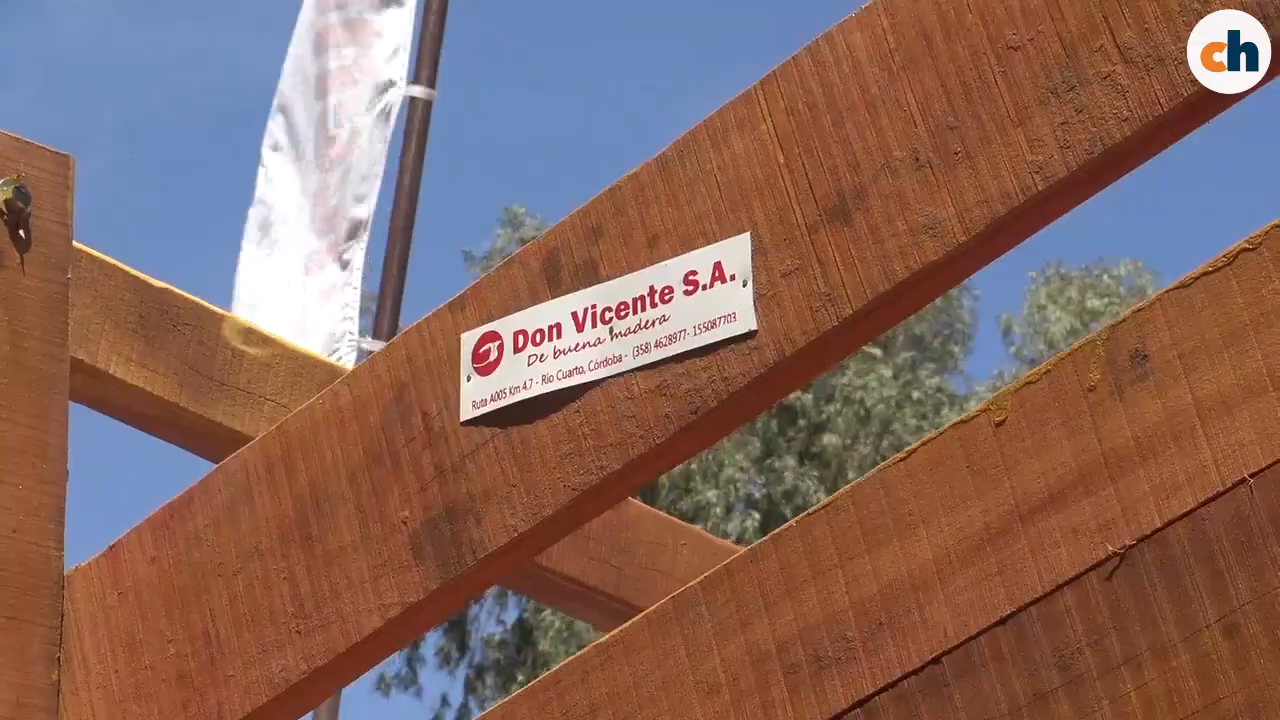 ch
Don Vicente S.A.
De buena madera
Ruta A005 Km 4.7 - Río Cuarto, Córdoba - (358) 4628977- 155087703